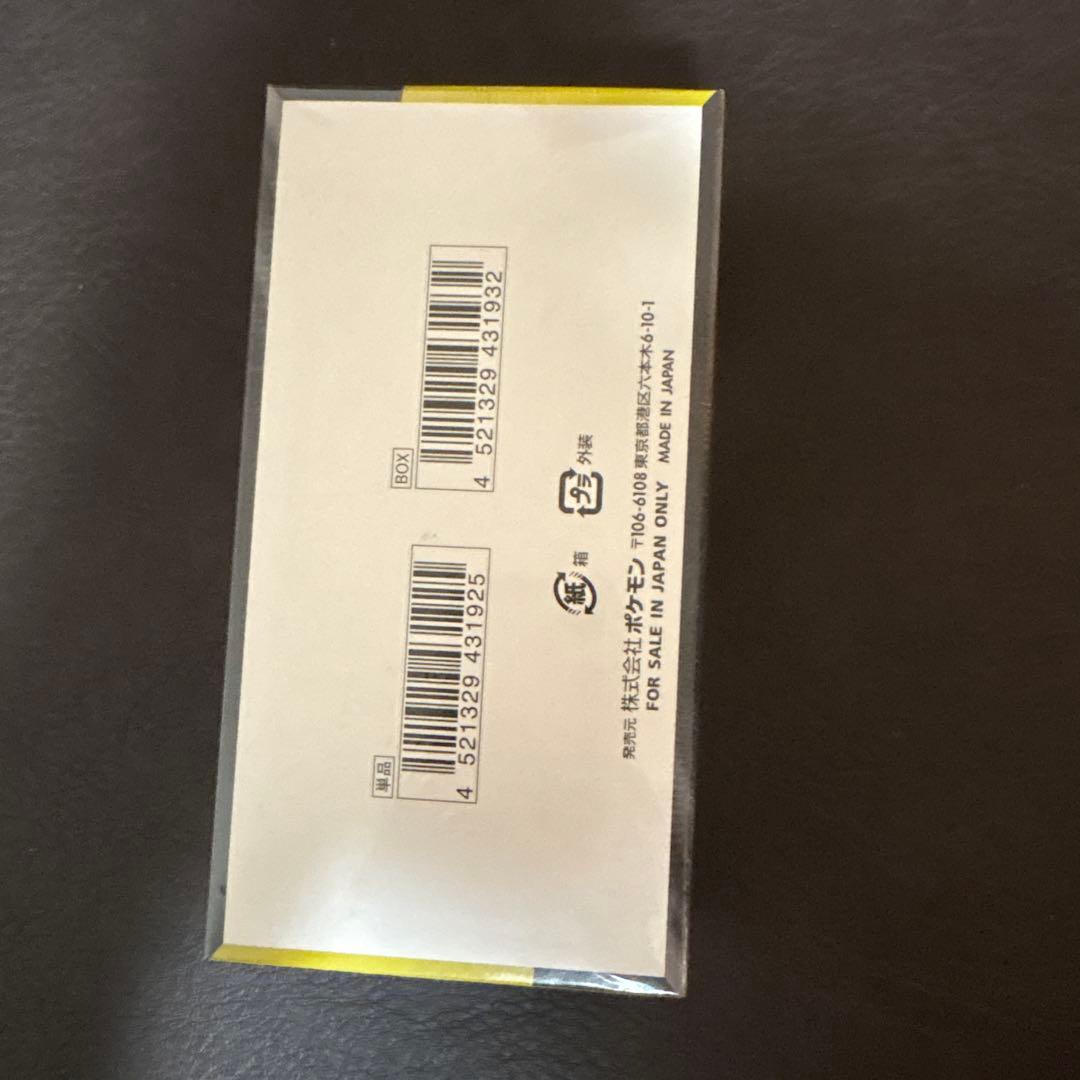 単品
4 521329 431925
BOX
4 521329 431932
紙 箱
プラ 外装
発売元 株式会社 ポケモン 〒106-6108 東京都港区六本木6-10-1
FOR SALE IN JAPAN ONLY MADE IN JAPAN